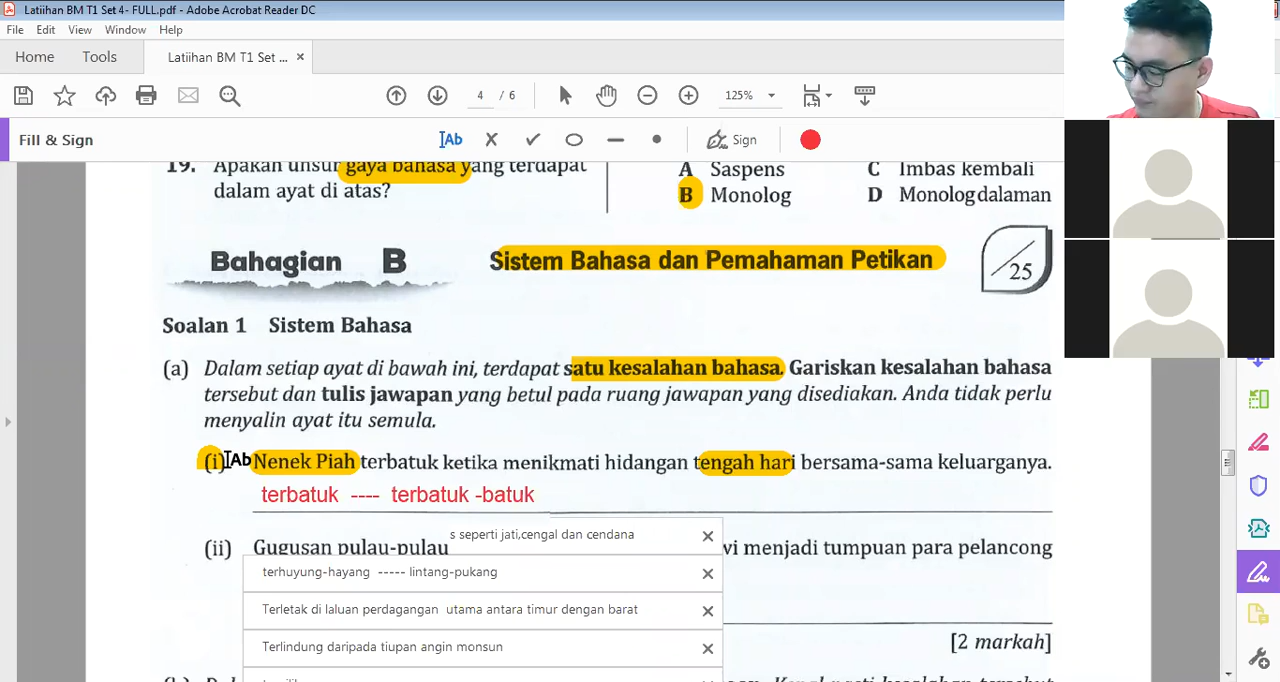 Latiihan BM T1 Set 4- FULL.pdf - Adobe Acrobat Reader DC
File Edit View Window Help
Home Tools Latiihan BM T1 Set ... ×
4 / 6 125%
Fill & Sign Ab Sign
19. Apakah unsur gaya bahasa yang terdapat
dalam ayat di atas?
A Saspens C Imbas kembali
B Monolog D Monolog dalaman
Bahagian B Sistem Bahasa dan Pemahaman Petikan
25
Soalan 1 Sistem Bahasa
(a) Dalam setiap ayat di bawah ini, terdapat satu kesalahan bahasa. Gariskan kesalahan bahasa
tersebut dan tulis jawapan yang betul pada ruang jawapan yang disediakan. Anda tidak perlu
menyalin ayat itu semula.
(i) Ab Nenek Piah terbatuk ketika menikmati hidangan tengah hari bersama-sama keluarganya.
terbatuk ---- terbatuk -batuk
s seperti jati,cengal dan cendana
(ii) Gugusan pulau-pulau vi menjadi tumpuan para pelancong
terhuyung-hayang ----- lintang-pukang
Terletak di laluan perdagangan utama antara timur dengan barat
[2 markah]
Terlindung daripada tiupan angin monsun